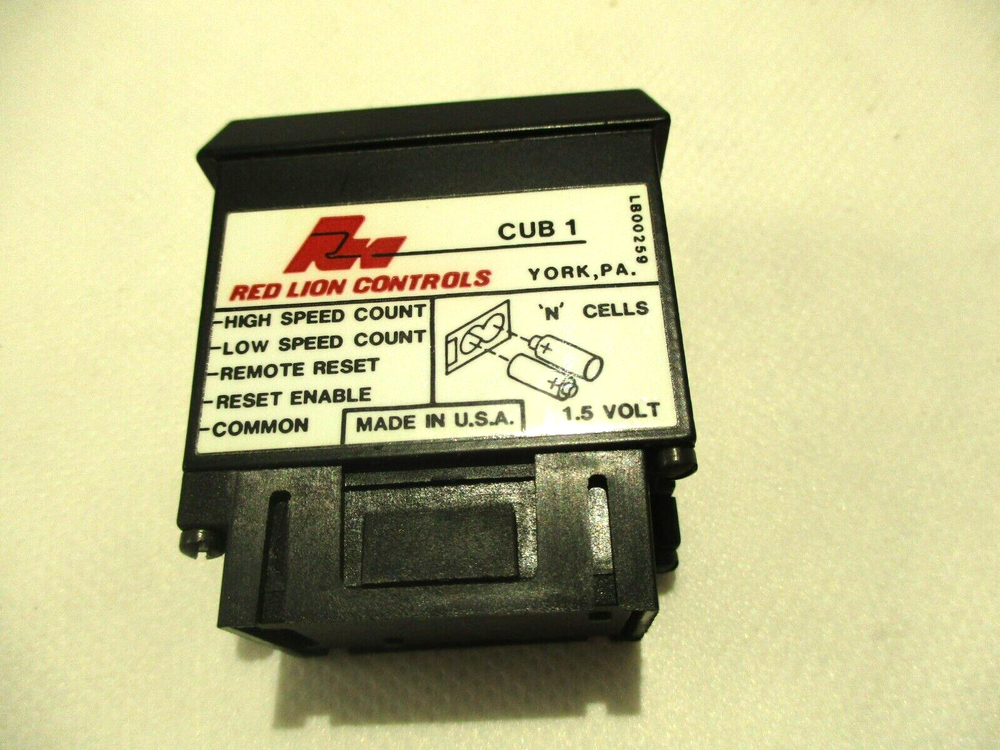 CUB 1
LB00259
RED LION CONTROLS
YORK, PA.
-HIGH SPEED COUNT
-LOW SPEED COUNT
-REMOTE RESET
-RESET ENABLE
-COMMON
'N' CELLS
+
+
MADE IN U.S.A.
1.5 VOLT